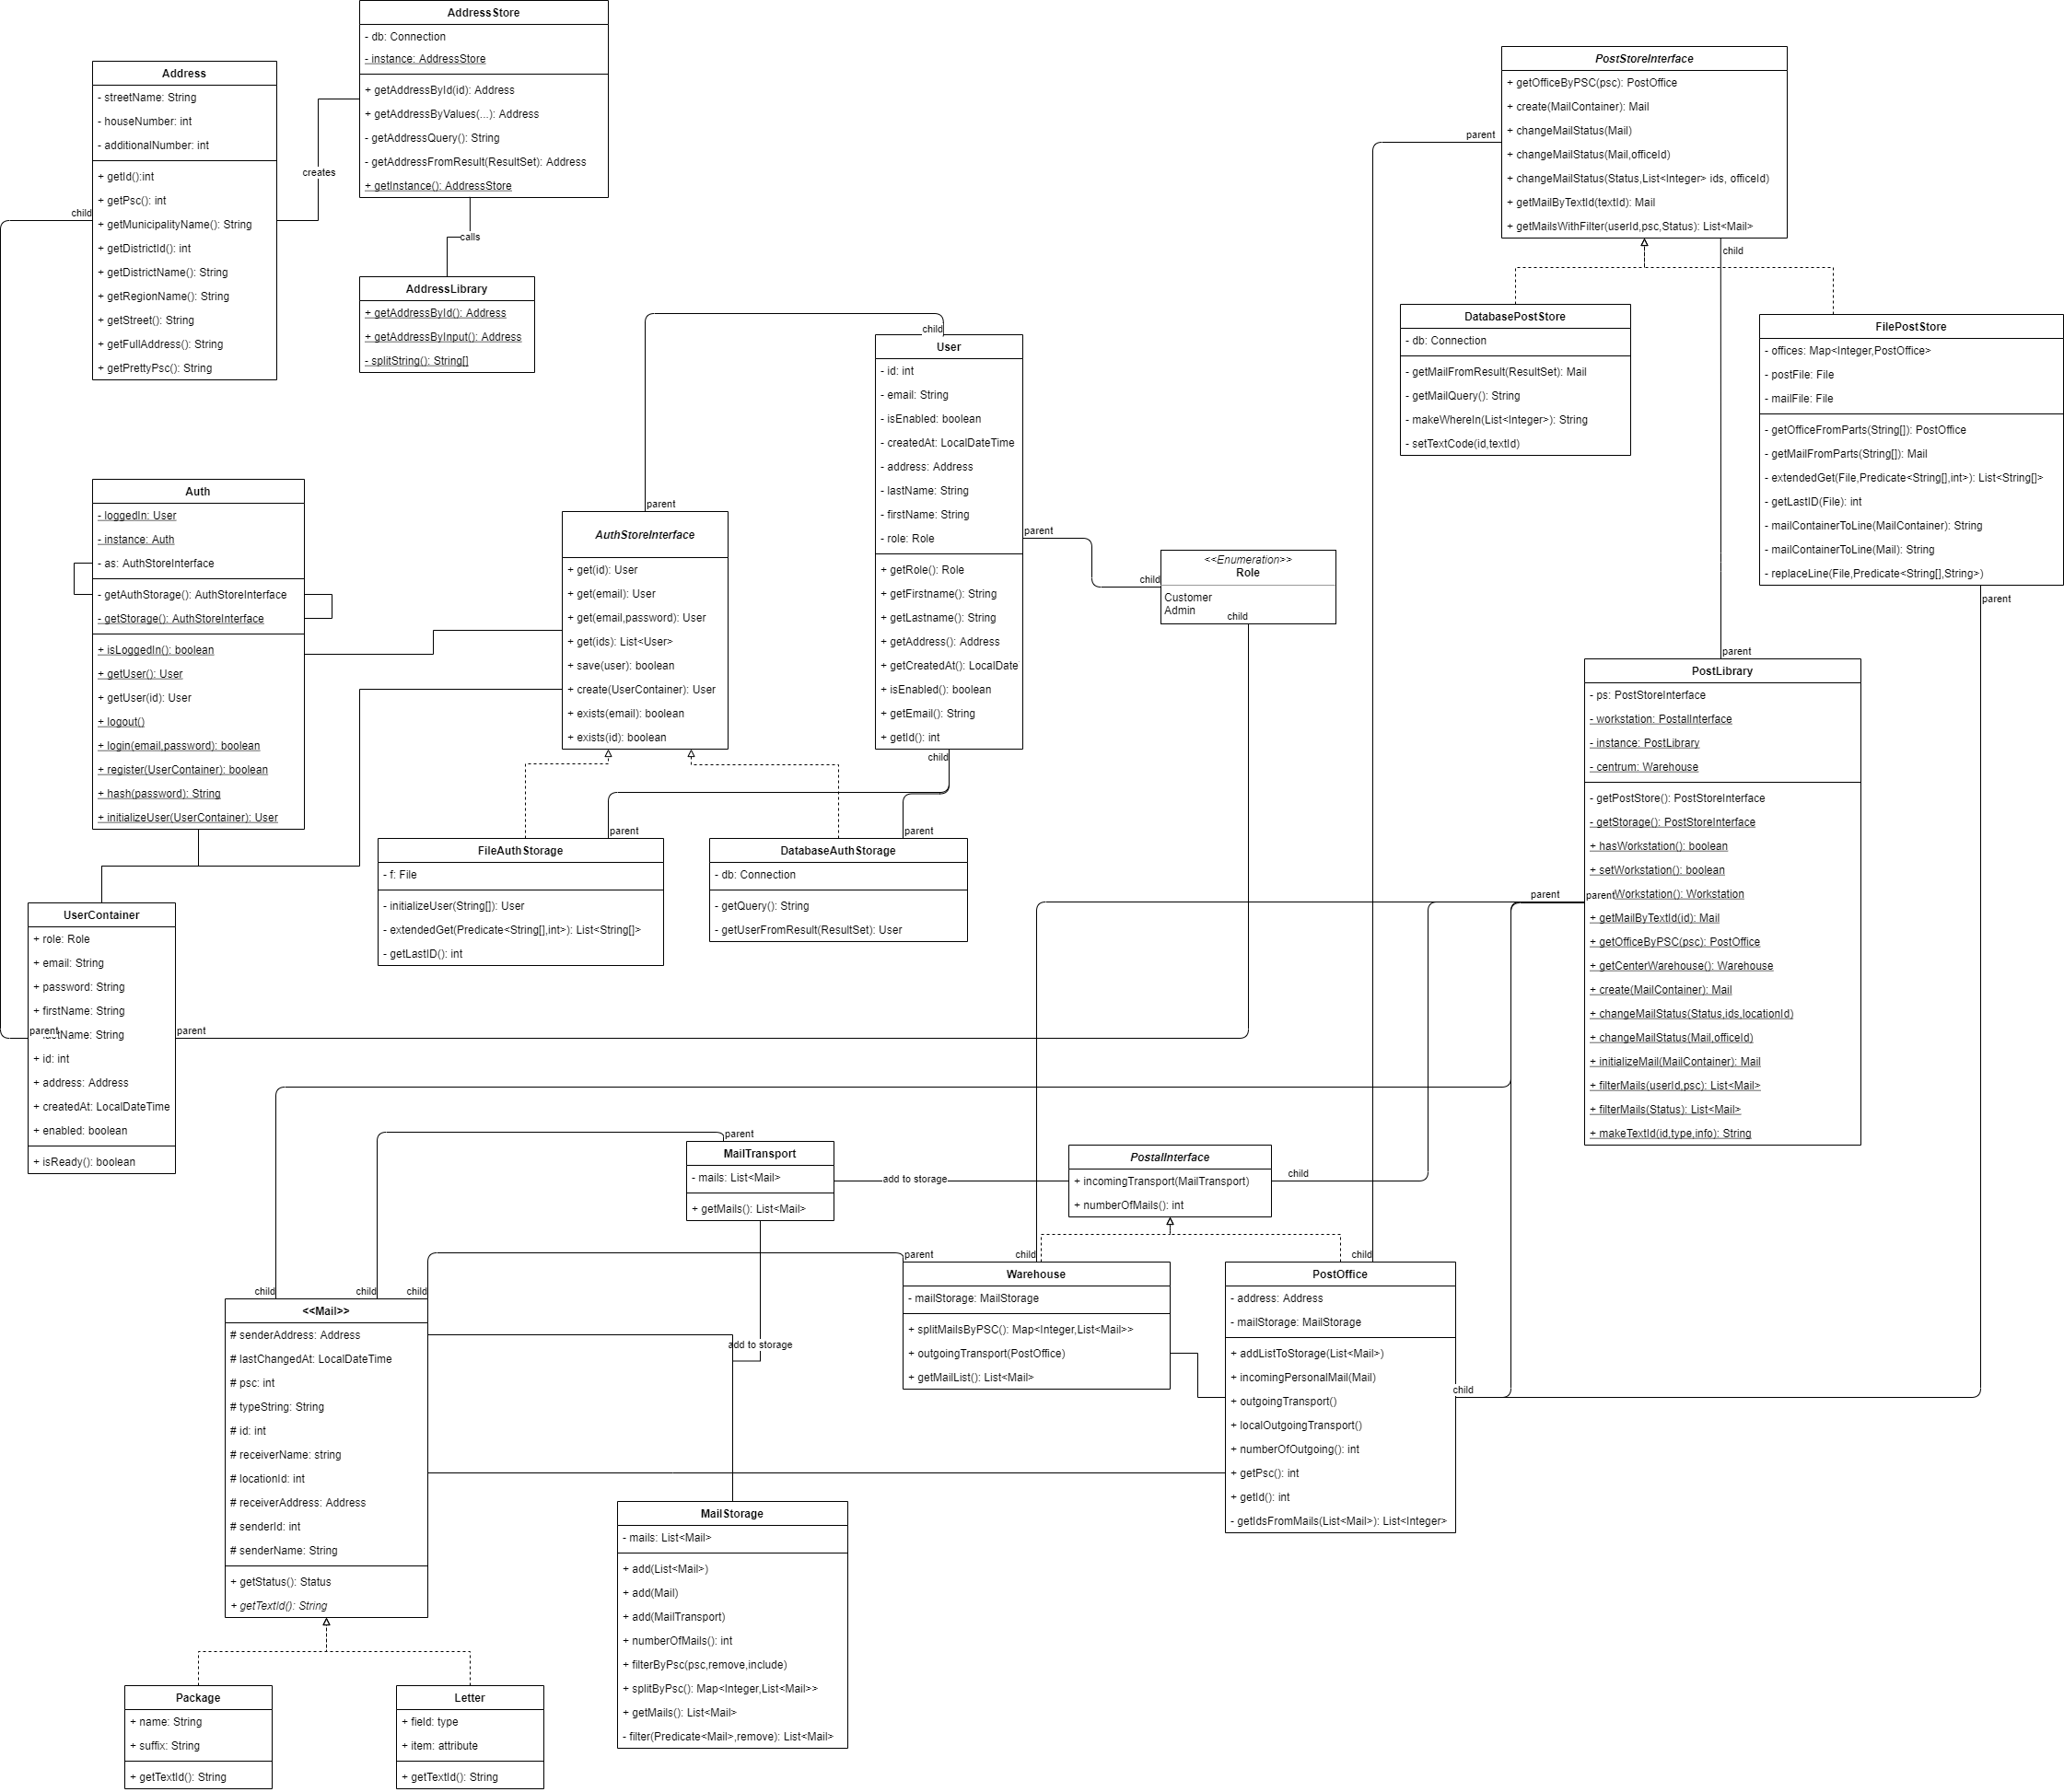 AddressStore
- db: Connection
- instance: AddressStore
+ getAddressById(id): Address
+ getAddressByValues(...): Address
- getAddressQuery(): String
- getAddressFromResult(ResultSet): Address
+ getInstance(): AddressStore
Address
- streetName: String
- houseNumber: int
- additionalNumber: int
+ getId():int
+ getPsc(): int
+ getMunicipalityName(): String
+ getDistrictId(): int
+ getDistrictName(): String
+ getRegionName(): String
+ getStreet(): String
+ getFullAddress(): String
+ getPrettyPsc(): String
creates
child
calls
AddressLibrary
+ getAddressById(): Address
+ getAddressByInput(): Address
- splitString(): String[]
PostStoreInterface
+ getOfficeByPSC(psc): PostOffice
+ create(MailContainer): Mail
+ changeMailStatus(Mail)
+ changeMailStatus(Mail,officeId)
+ changeMailStatus(Status,List<Integer> ids, officeId)
+ getMailByTextId(textId): Mail
+ getMailsWithFilter(userId,psc,Status): List<Mail>
parent
child
DatabasePostStore
- db: Connection
- getMailFromResult(ResultSet): Mail
- getMailQuery(): String
- makeWhereIn(List<Integer>): String
- setTextCode(id,textId)
FilePostStore
- offices: Map<Integer,PostOffice>
- postFile: File
- mailFile: File
- getOfficeFromParts(String[]): PostOffice
- getMailFromParts(String[]): Mail
- extendedGet(File,Predicate<String[],int>): List<String[]>
- getLastID(File): int
- mailContainerToLine(MailContainer): String
- mailContainerToLine(Mail): String
- replaceLine(File,Predicate<String[],String>)
parent
child
User
- id: int
- email: String
- isEnabled: boolean
- createdAt: LocalDateTime
- address: Address
- lastName: String
- firstName: String
- role: Role
+ getRole(): Role
+ getFirstname(): String
+ getLastname(): String
+ getAddress(): Address
+ getCreatedAt(): LocalDate
+ isEnabled(): boolean
+ getEmail(): String
+ getId(): int
parent
child
child
<<Enumeration>>
Role
Customer
Admin
child
Auth
- loggedIn: User
- instance: Auth
- as: AuthStoreInterface
- getAuthStorage(): AuthStoreInterface
- getStorage(): AuthStoreInterface
+ isLoggedIn(): boolean
+ getUser(): User
+ getUser(id): User
+ logout()
+ login(email,password): boolean
+ register(UserContainer): boolean
+ hash(password): String
+ initializeUser(UserContainer): User
parent
AuthStoreInterface
+ get(id): User
+ get(email): User
+ get(email,password): User
+ get(ids): List<User>
+ save(user): boolean
+ create(UserContainer): User
+ exists(email): boolean
+ exists(id): boolean
parent
FileAuthStorage
- f: File
- initializeUser(String[]): User
- extendedGet(Predicate<String[],int>): List<String[]>
- getLastID(): int
parent
DatabaseAuthStorage
- db: Connection
- getQuery(): String
- getUserFromResult(ResultSet): User
parent
PostLibrary
- ps: PostStoreInterface
- workstation: PostalInterface
- instance: PostLibrary
- centrum: Warehouse
- getPostStore(): PostStoreInterface
- getStorage(): PostStoreInterface
+ hasWorkstation(): boolean
+ setWorkstation(): boolean
Workstation(): Workstation
+ getMailByTextId(id): Mail
+ getOfficeByPSC(psc): PostOffice
+ getCenterWarehouse(): Warehouse
+ create(MailContainer): Mail
+ changeMailStatus(Status,ids,locationId)
+ changeMailStatus(Mail,officeId)
+ initializeMail(MailContainer): Mail
+ filterMails(userId,psc): List<Mail>
+ filterMails(Status): List<Mail>
+ makeTextId(id,type,info): String
parent
parent
UserContainer
+ role: Role
+ email: String
+ password: String
+ firstName: String
tName: String
+ id: int
+ address: Address
+ createdAt: LocalDateTime
+ enabled: boolean
+ isReady(): boolean
parent
parent
parent
MailTransport
- mails: List<Mail>
+ getMails(): List<Mail>
add to storage
PostalInterface
+ incomingTransport(MailTransport)
+ numberOfMails(): int
child
add to storage
parent
child
Warehouse
- mailStorage: MailStorage
+ splitMailsByPSC(): Map<Integer,List<Mail>>
+ outgoingTransport(PostOffice)
+ getMailList(): List<Mail>
child
PostOffice
- address: Address
- mailStorage: MailStorage
+ addListToStorage(List<Mail>)
+ incomingPersonalMail(Mail)
+ outgoingTransport()
+ localOutgoingTransport()
+ numberOfOutgoing(): int
+ getPsc(): int
+ getId(): int
- getIdsFromMails(List<Mail>): List<Integer>
child
child
child
child
<<Mail>>
# senderAddress: Address
# lastChangedAt: LocalDateTime
# psc: int
# typeString: String
# id: int
# receiverName: string
# locationId: int
# receiverAddress: Address
# senderId: int
# senderName: String
+ getStatus(): Status
+ getTextId(): String
MailStorage
- mails: List<Mail>
+ add(List<Mail>)
+ add(Mail)
+ add(MailTransport)
+ numberOfMails(): int
+ filterByPsc(psc,remove,include)
+ splitByPsc(): Map<Integer,List<Mail>>
+ getMails(): List<Mail>
- filter(Predicate<Mail>,remove): List<Mail>
Package
+ name: String
+ suffix: String
+ getTextId(): String
Letter
+ field: type
+ item: attribute
+ getTextId(): String